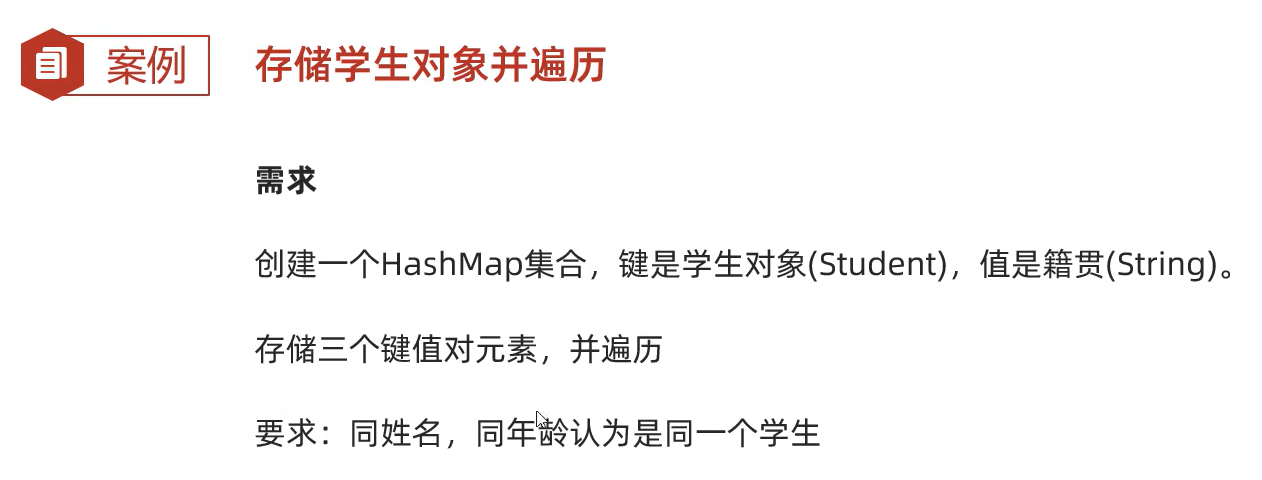 案例
存储学生对象并遍历
需求
创建一个HashMap集合，键是学生对象(Student)，值是籍贯(String)。
存储三个键值对元素，并遍历
要求：同姓名，同年龄认为是同一个学生